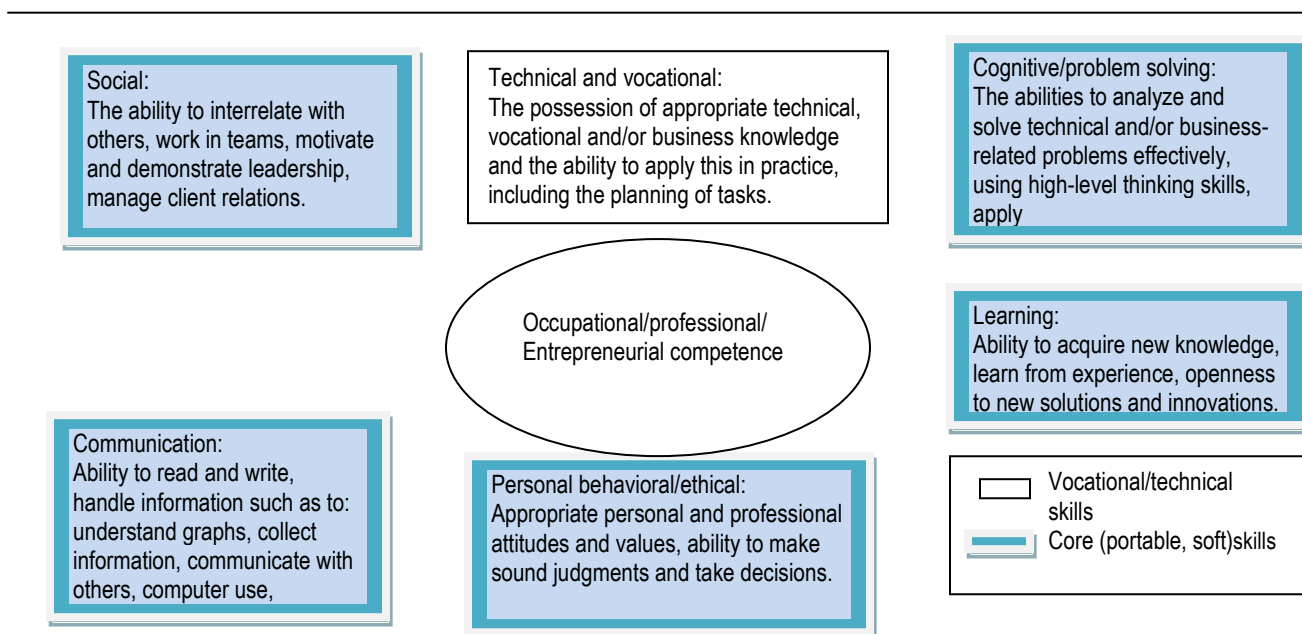 Social:
The ability to interrelate with
others, work in teams, motivate
and demonstrate leadership,
manage client relations.
Technical and vocational:
The possession of appropriate technical,
vocational and/or business knowledge
and the ability to apply this in practice,
including the planning of tasks.
Cognitive/problem solving:
The abilities to analyze and
solve technical and/or business-
related problems effectively,
using high-level thinking skills,
apply
Occupational/professional/
Entrepreneurial competence
Learning:
Ability to acquire new knowledge,
learn from experience, openness
to new solutions and innovations.
Communication:
Ability to read and write,
handle information such as to:
understand graphs, collect
information, communicate with
others, computer use,
Personal behavioral/ethical:
Appropriate personal and professional
attitudes and values, ability to make
sound judgments and take decisions.
Vocational/technical
skills
Core (portable, soft)skills